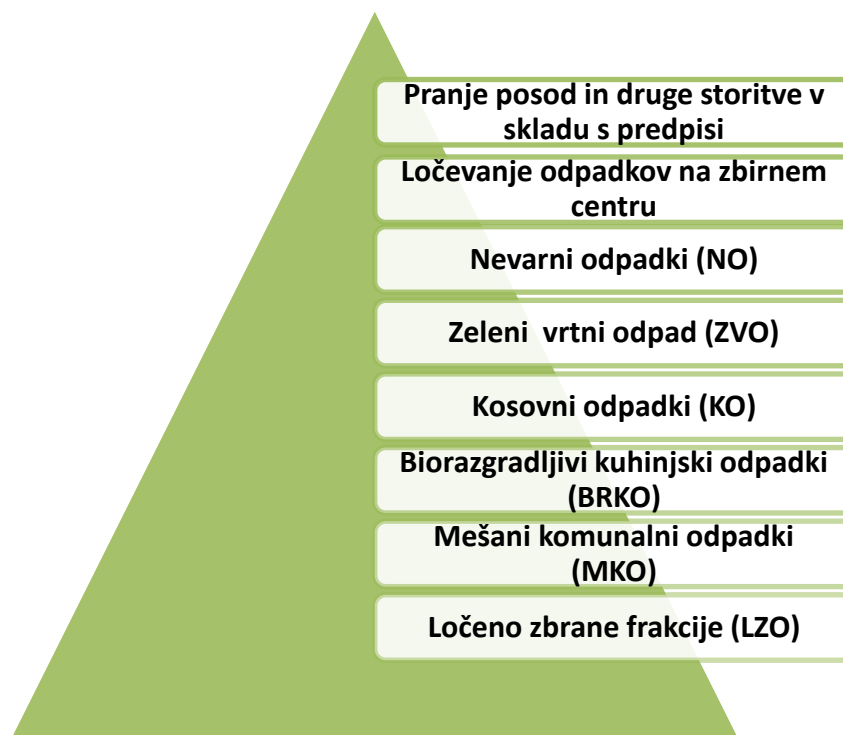 Pranje posod in druge storitve v
skladu s predpisi
Ločevanje odpadkov na zbirnem
centru
Nevarni odpadki (NO)
Zeleni  vrtni odpad (ZVO)
Kosovni odpadki (KO)
Biorazgradljivi kuhinjski odpadki
(BRKO)
Mešani komunalni odpadki
(MKO)
Ločeno zbrane frakcije (LZO)